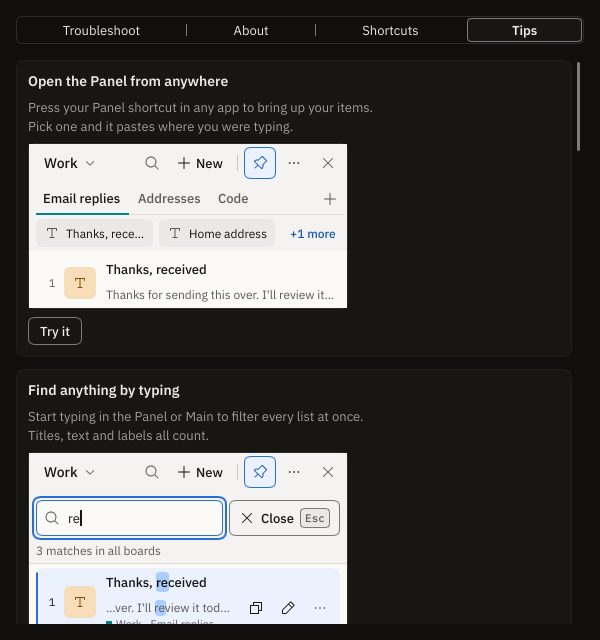 Troubleshoot
About
Shortcuts
Tips
Open the Panel from anywhere
Press your Panel shortcut in any app to bring up your items.
Pick one and it pastes where you were typing.
Work
New
Email replies
Addresses
Code
T Thanks, rece...
T Home address
+1 more
Thanks, received
1
T
Thanks for sending this over. I'll review it...
Try it
Find anything by typing
Start typing in the Panel or Main to filter every list at once.
Titles, text and labels all count.
Work
New
re
Close Esc
3 matches in all boards
Thanks, received
1
T
...ver. I'll review it tod...
Work · Email replies